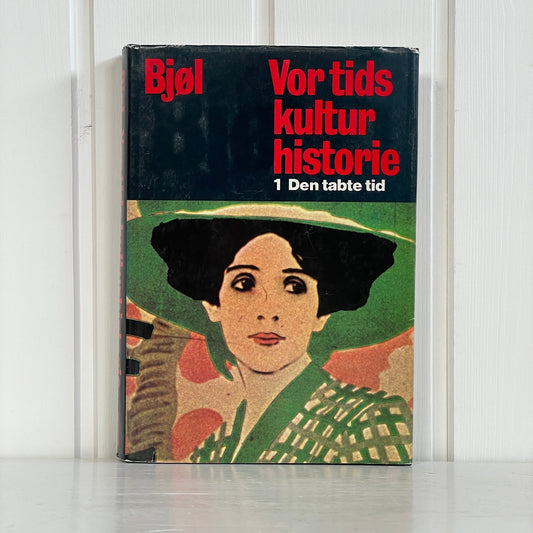 Bjøl
Vor tids
kultur
historie
1 Den tabte tid